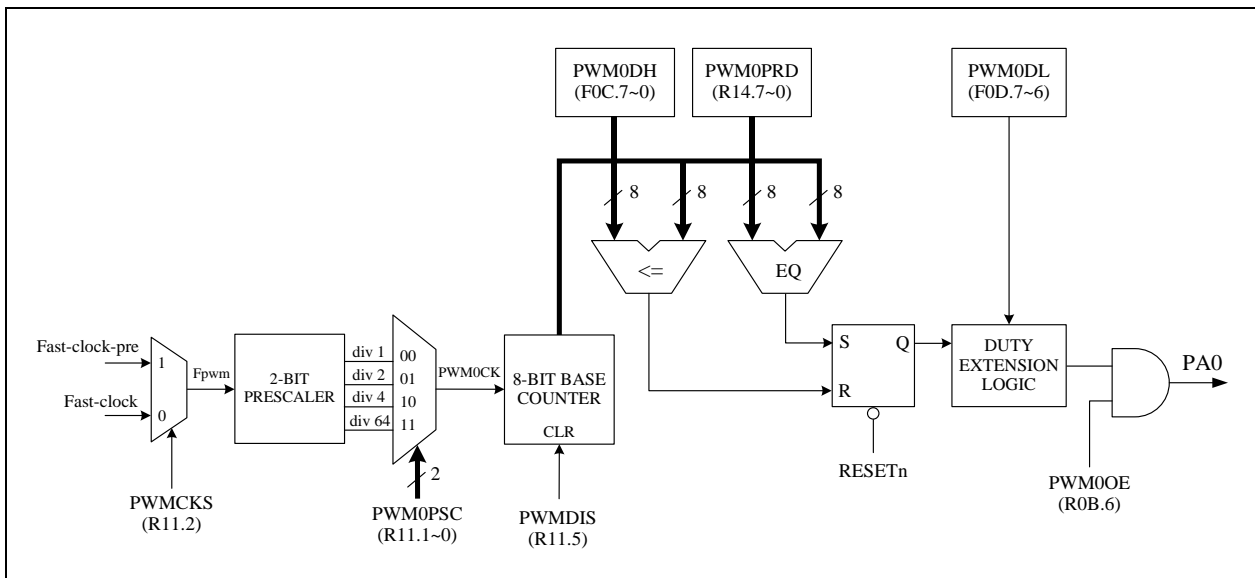 PWM0DH
(F0C.7~0)
PWM0PRD
(R14.7~0)
PWM0DL
(F0D.7~6)
8
8
8
8
<=
EQ
Fast-clock-pre
1
Fast-clock
0
Fpwm
2-BIT
PRESCALER
div 1
div 2
div 4
div 64
00
01
10
11
PWM0CK
8-BIT BASE
COUNTER
CLR
S
Q
R
DUTY
EXTENSION
LOGIC
PA0
2
PWMCKS
(R11.2)
PWM0PSC
(R11.1~0)
PWMDIS
(R11.5)
RESETn
PWM0OE
(R0B.6)